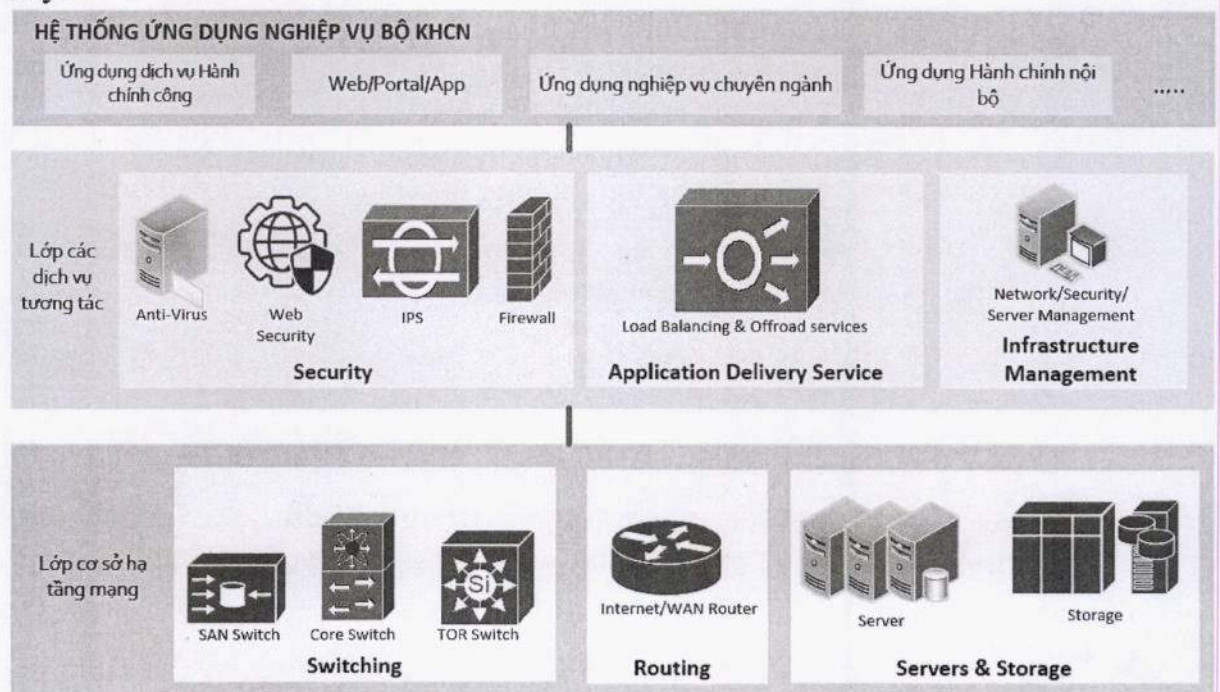 HỆ THỐNG ỨNG DỤNG NGHIỆP VỤ BỘ KHCN
Ứng dụng dịch vụ Hành
chính công
Web/Portal/App
Ứng dụng nghiệp vụ chuyên ngành
Ứng dụng Hành chính nội
bộ
.....
Lớp các
dịch vụ
tương tác
Anti-Virus
Web
Security
IPS
Firewall
Security
Load Balancing & Offroad services
Application Delivery Service
Network/Security/
Server Management
Infrastructure
Management
Lớp cơ sở hạ
tầng mạng
SAN Switch
Core Switch
Si
TOR Switch
Switching
Internet/WAN Router
Routing
Server
Storage
Servers & Storage